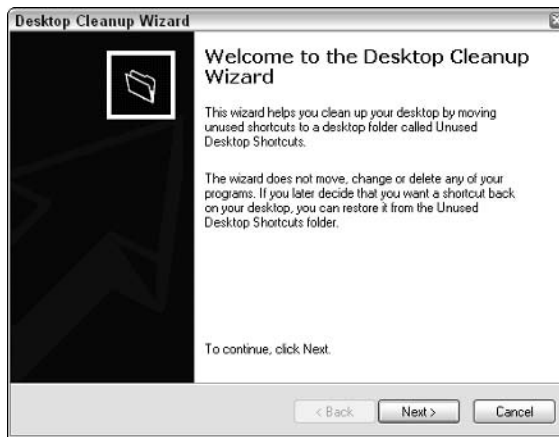 Desktop Cleanup Wizard
Welcome to the Desktop Cleanup
Wizard
This wizard helps you clean up your desktop by moving
unused shortcuts to a desktop folder called Unused
Desktop Shortcuts.
The wizard does not move, change or delete any of your
programs. If you later decide that you want a shortcut back
on your desktop, you can restore it from the Unused
Desktop Shortcuts folder.
To continue, click Next.
< Back Next > Cancel